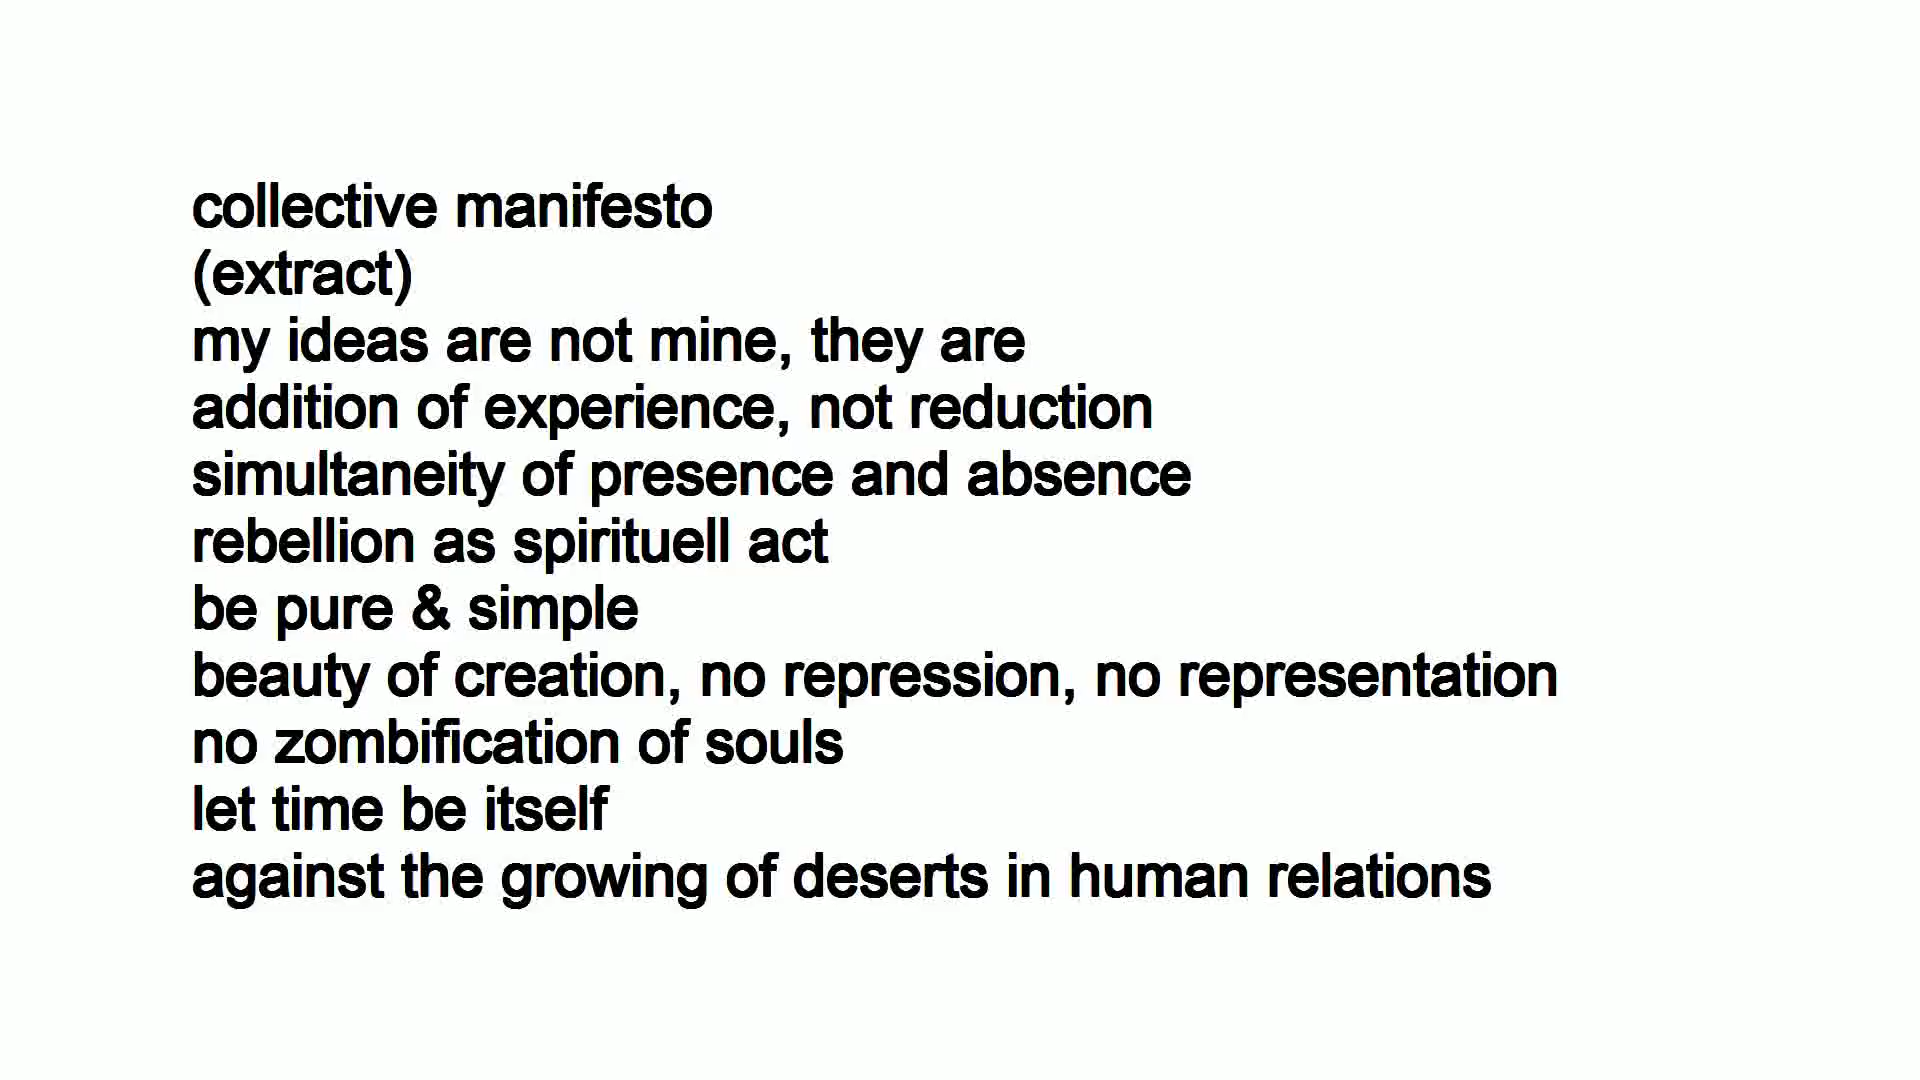 collective manifesto
(extract)
my ideas are not mine, they are
addition of experience, not reduction
simultaneity of presence and absence
rebellion as spirituell act
be pure & simple
beauty of creation, no repression, no representation
no zombification of souls
let time be itself
against the growing of deserts in human relations